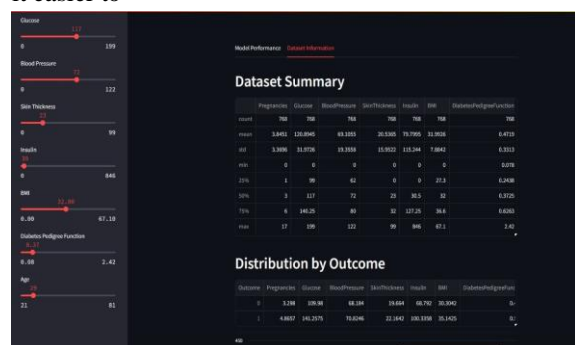 it easier to
Glucose
117
0 199
Blood Pressure
72
0 122
Skin Thickness
23
0 99
Insulin
30
0 846
BMI
32.00
0.00 67.10
Diabetes Pedigree Function
0.37
0.08 2.42
Age
29
21 81
Model Performance Dataset Information
Dataset Summary
Pregnancies Glucose BloodPressure SkinThickness Insulin BMI DiabetesPedigreeFunction
count 768 768 768 768 768 768 768
mean 3.8451 120.8945 69.1055 20.5365 79.7995 31.9926 0.4719
std 3.3696 31.9726 19.3558 15.9522 115.244 7.8842 0.3313
min 0 0 0 0 0 0 0.078
25% 1 99 62 0 0 27.3 0.2438
50% 3 117 72 23 30.5 32 0.3725
75% 6 140.25 80 32 127.25 36.6 0.6263
max 17 199 122 99 846 67.1 2.42
Distribution by Outcome
Outcome Pregnancies Glucose BloodPressure SkinThickness Insulin BMI DiabetesPedigreeFunc
0 3.298 109.98 68.184 19.664 68.792 30.3042 0.
1 4.8657 141.2575 70.8246 22.1642 100.3358 35.1425 0.